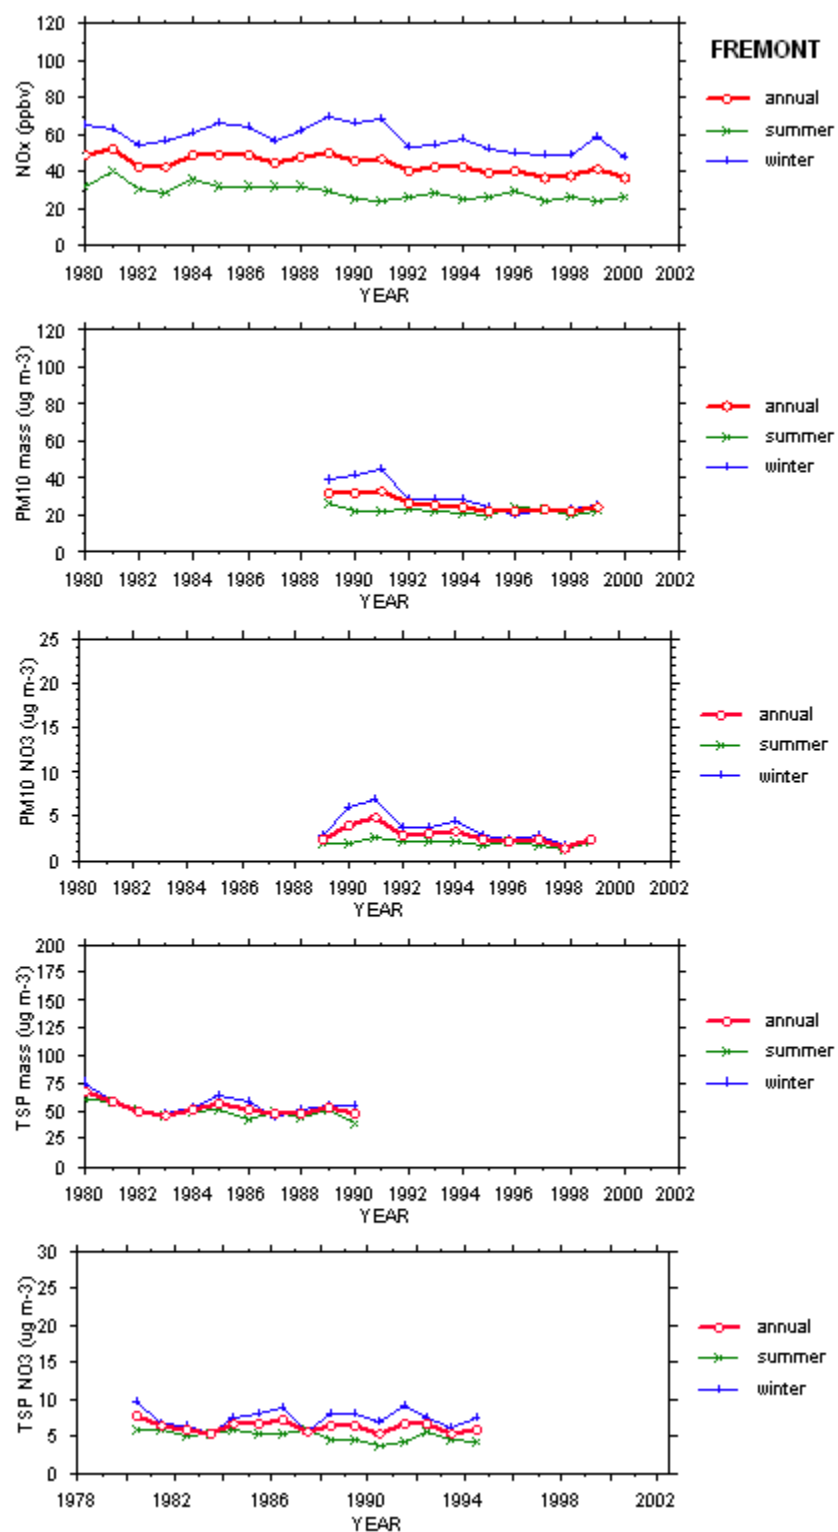 FREMONT
NOx (ppbv)
120
100
80
60
40
20
0
1980 1982 1984 1986 1988 1990 1992 1994 1996 1998 2000 2002
YEAR
annual
summer
winter
PM10 mass (ug m-3)
120
100
80
60
40
20
0
1980 1982 1984 1986 1988 1990 1992 1994 1996 1998 2000 2002
YEAR
annual
summer
winter
PM10 NO3 (ug m-3)
25
20
15
10
5
0
1980 1982 1984 1986 1988 1990 1992 1994 1996 1998 2000 2002
YEAR
annual
summer
winter
TSP mass (ug m-3)
200
175
150
125
100
75
50
25
0
1980 1982 1984 1986 1988 1990 1992 1994 1996 1998 2000 2002
YEAR
annual
summer
winter
TSP NO3 (ug m-3)
30
25
20
15
10
5
0
1978 1982 1986 1990 1994 1998 2002
YEAR
annual
summer
winter